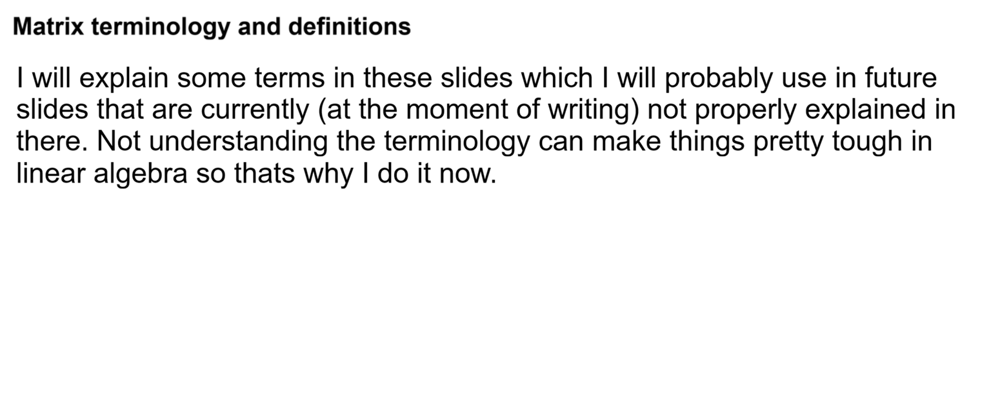 Matrix terminology and definitions
I will explain some terms in these slides which I will probably use in future
slides that are currently (at the moment of writing) not properly explained in
there. Not understanding the terminology can make things pretty tough in
linear algebra so thats why I do it now.